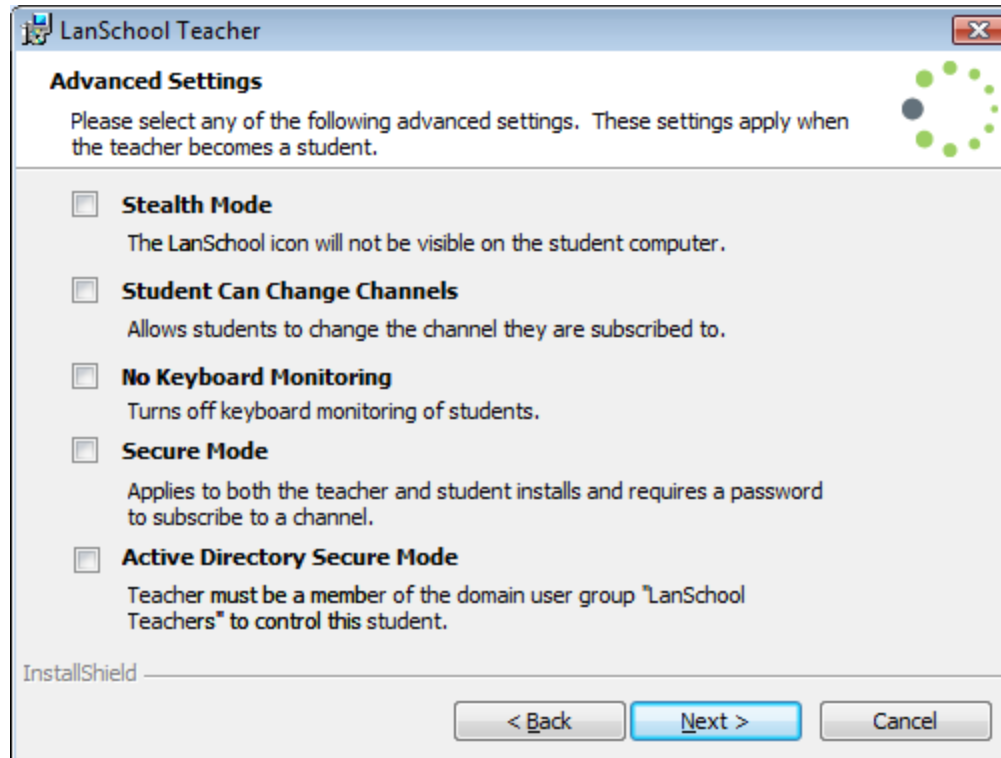 LanSchool Teacher
Advanced Settings
Please select any of the following advanced settings.  These settings apply when
the teacher becomes a student.
Stealth Mode
The LanSchool icon will not be visible on the student computer.
Student Can Change Channels
Allows students to change the channel they are subscribed to.
No Keyboard Monitoring
Turns off keyboard monitoring of students.
Secure Mode
Applies to both the teacher and student installs and requires a password
to subscribe to a channel.
Active Directory Secure Mode
Teacher must be a member of the domain user group "LanSchool
Teachers" to control this student.
InstallShield
< Back Next > Cancel